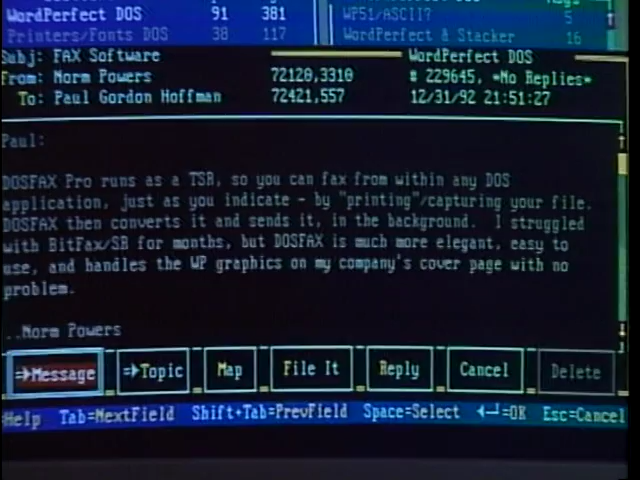 WordPerfect DOS 91 381 WP51/ASCII? 5
Printers/Fonts DOS 38 117 WordPerfect & Stacker 16
Subj: FAX Software WordPerfect DOS
From: Norm Powers 72120,3310 # 229645, *No Replies*
To: Paul Gordon Hoffman 72421,557 12/31/92 21:51:27
Paul:
DOSFAX Pro runs as a TSR, so you can fax from within any DOS
application, just as you indicate - by "printing"/capturing your file.
DOSFAX then converts it and sends it, in the background. I struggled
with BitFax/SR for months, but DOSFAX is much more elegant, easy to
use, and handles the WP graphics on my company's cover page with no
problem.
..Norm Powers
=>Message =>Topic Map File It Reply Cancel Delete
Help Tab=NextField Shift+Tab=PrevField Space=Select ◄─┘=OK Esc=Cancel